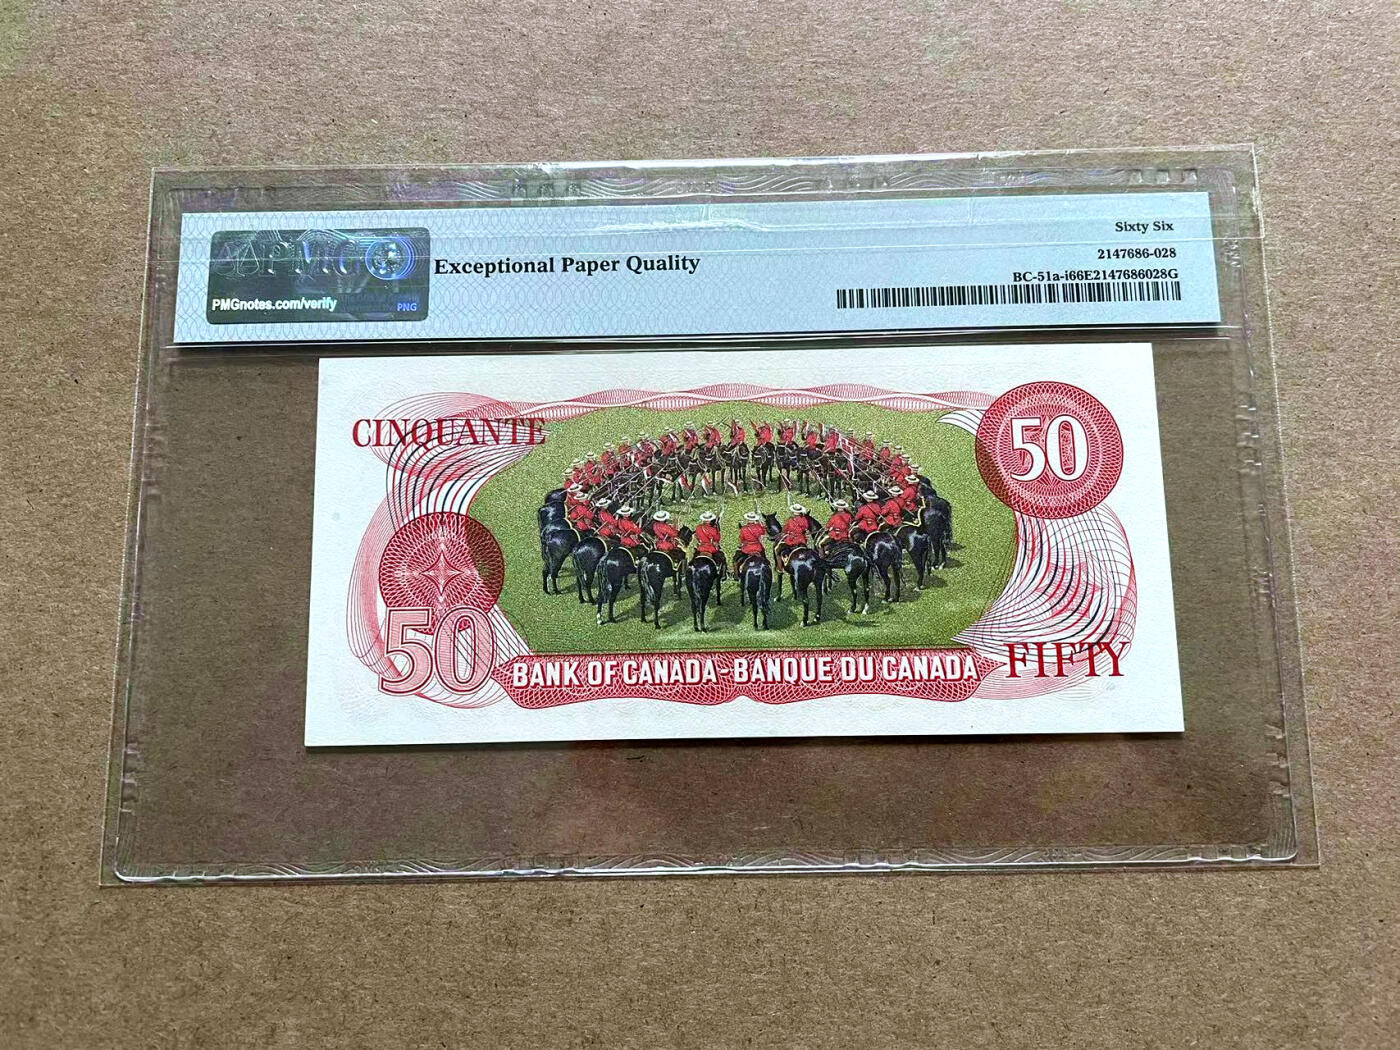 PMG
PMGnotes.com/verify
PNG
Exceptional Paper Quality
Sixty Six
2147686-028
BC-51a-i66E2147686028G
CINQUANTE
50
50
BANK OF CANADA-BANQUE DU CANADA
FIFTY